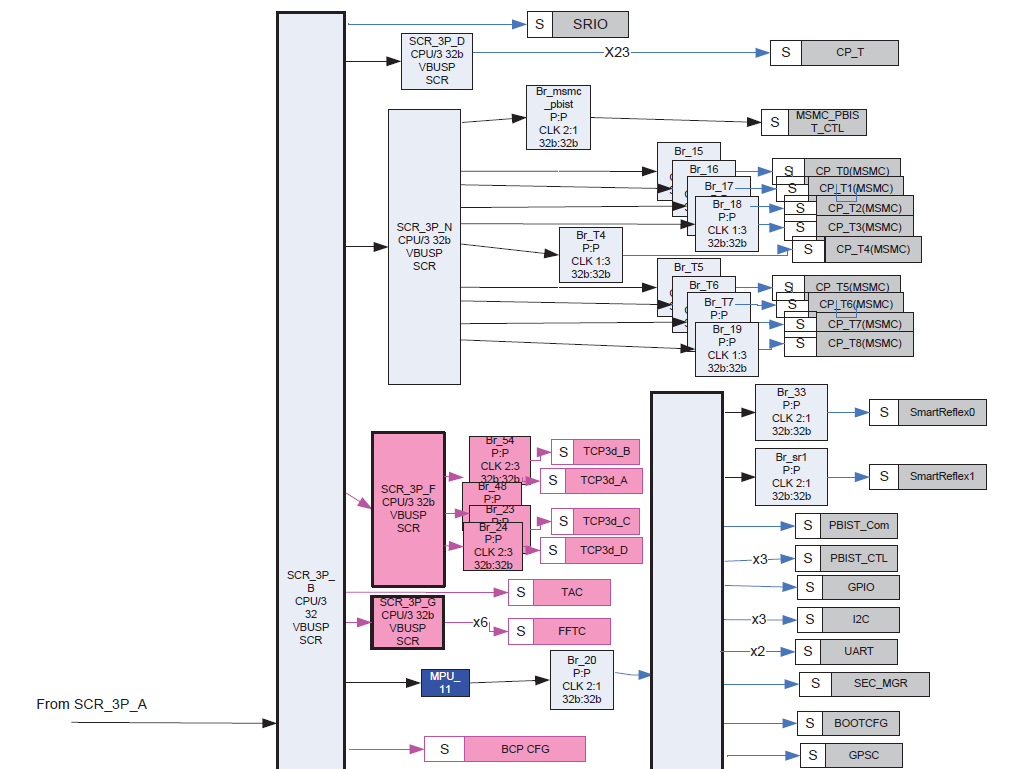 S SRIO
SCR_3P_D
CPU/3 32b
VBUSP
SCR
X23
S CP_T
Br_msmc
_pbist
P:P
CLK 2:1
32b:32b
S MSMC_PBIS
T_CTL
SCR_3P_N
CPU/3 32b
VBUSP
SCR
Br_15
Br_16
Br_17
Br_18
P:P
CLK 1:3
32b:32b
S CP_T0(MSMC)
S CP_T1(MSMC)
S CP_T2(MSMC)
S CP_T3(MSMC)
Br_T4
P:P
CLK 1:3
32b:32b
S CP_T4(MSMC)
Br_T5
Br_T6
Br_T7
P:P
Br_19
P:P
CLK 1:3
32b:32b
S CP_T5(MSMC)
S CP_T6(MSMC)
S CP_T7(MSMC)
S CP_T8(MSMC)
Br_33
P:P
CLK 2:1
32b:32b
S SmartReflex0
Br_sr1
P:P
CLK 2:1
32b:32b
S SmartReflex1
SCR_3P_F
CPU/3 32b
VBUSP
SCR
Br_54
P:P
CLK 2:3
32b:32b
Br_48
P:P
Br_23
P:P
Br_24
P:P
CLK 2:3
32b:32b
S TCP3d_B
S TCP3d_A
S TCP3d_C
S TCP3d_D
S PBIST_Com
x3
S PBIST_CTL
S GPIO
x3
S I2C
x2
S UART
S SEC_MGR
S BOOTCFG
S GPSC
SCR_3P_
B
CPU/3
32
VBUSP
SCR
S TAC
SCR_3P_G
CPU/3 32b
VBUSP
SCR
x6
S FFTC
MPU_
11
Br_20
P:P
CLK 2:1
32b:32b
From SCR_3P_A
S BCP CFG